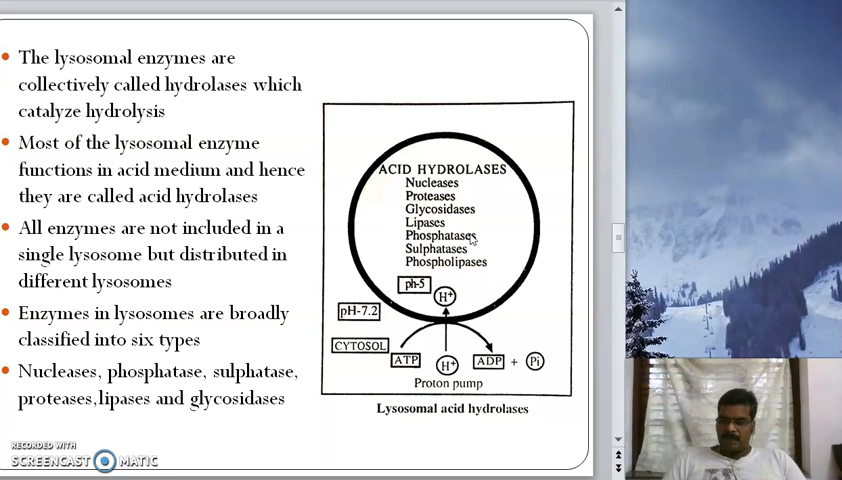 The lysosomal enzymes are
collectively called hydrolases which
catalyze hydrolysis
Most of the lysosomal enzyme
functions in acid medium and hence
they are called acid hydrolases
All enzymes are not included in a
single lysosome but distributed in
different lysosomes
Enzymes in lysosomes are broadly
classified into six types
Nucleases, phosphatase, sulphatase,
proteases,lipases and glycosidases
ACID HYDROLASES
Nucleases
Proteases
Glycosidases
Lipases
Phosphatases
Sulphatases
Phospholipases
ph-5
H+
pH-7.2
CYTOSOL
ATP
H+
ADP + Pi
Proton pump
Lysosomal acid hydrolases
RECORDED WITH
SCREENCAST MATIC